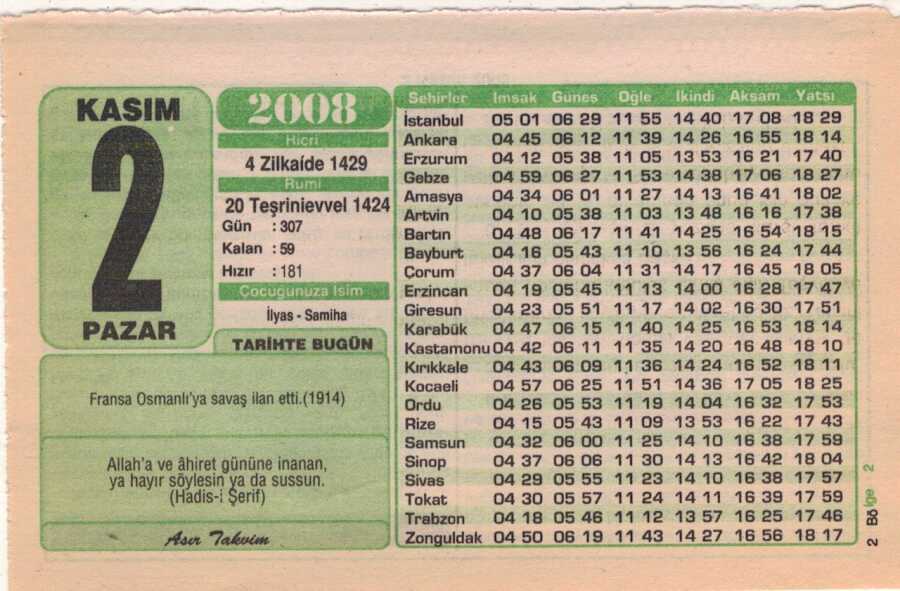 KASIM
2
PAZAR
2008
Hicri
4 Zilkaíde 1429
Rumi
20 Teşrinievvel 1424
Gün : 307
Kalan : 59
Hızır : 181
Çocuğunuza İsim
İlyas - Samiha
TARİHTE BUGÜN
Fransa Osmanlı'ya savaş ilan etti.(1914)
Allah'a ve âhiret gününe inanan,
ya hayır söylesin ya da sussun.
(Hadis-i Şerif)
Asır Takvim
Şehirler İmsak Güneş Öğle İkindi Akşam Yatsı
İstanbul 05 01 06 29 11 55 14 40 17 08 18 29
Ankara 04 45 06 12 11 39 14 26 16 55 18 14
Erzurum 04 12 05 38 11 05 13 53 16 21 17 40
Gebze 04 59 06 27 11 53 14 38 17 06 18 27
Amasya 04 34 06 01 11 27 14 13 16 41 18 02
Artvin 04 10 05 38 11 03 13 48 16 16 17 38
Bartın 04 48 06 17 11 41 14 25 16 54 18 15
Bayburt 04 16 05 43 11 10 13 56 16 24 17 44
Çorum 04 37 06 04 11 31 14 17 16 45 18 05
Erzincan 04 19 05 45 11 13 14 00 16 28 17 47
Giresun 04 23 05 51 11 17 14 02 16 30 17 51
Karabük 04 47 06 15 11 40 14 25 16 53 18 14
Kastamonu 04 42 06 11 11 35 14 20 16 48 18 10
Kırıkkale 04 43 06 09 11 36 14 24 16 52 18 11
Kocaeli 04 57 06 25 11 51 14 36 17 05 18 25
Ordu 04 26 05 53 11 19 14 04 16 32 17 53
Rize 04 15 05 43 11 09 13 53 16 22 17 43
Samsun 04 32 06 00 11 25 14 10 16 38 17 59
Sinop 04 37 06 06 11 30 14 13 16 42 18 04
Sivas 04 29 05 55 11 23 14 10 16 38 17 57
Tokat 04 30 05 57 11 24 14 11 16 39 17 59
Trabzon 04 18 05 46 11 12 13 57 16 25 17 46
Zonguldak 04 50 06 19 11 43 14 27 16 56 18 17
2 Bölge 2